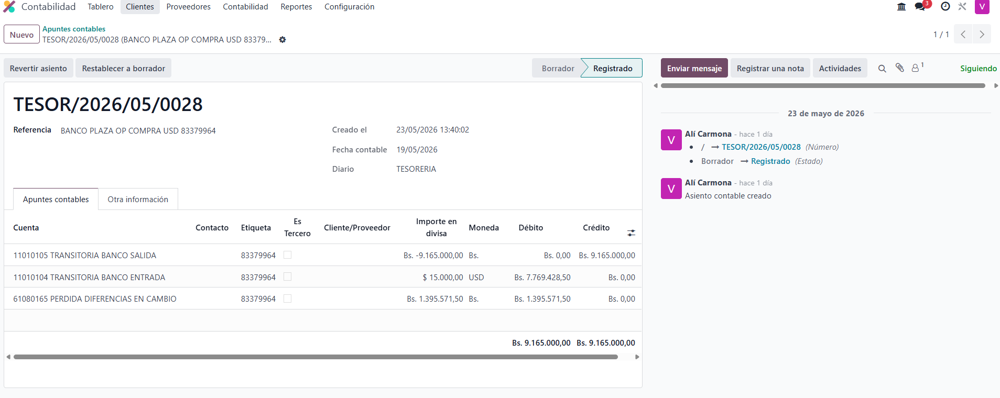 Contabilidad Tablero Clientes Proveedores Contabilidad Reportes Configuración 3 V
Nuevo
Apuntes contables
TESOR/2026/05/0028 (BANCO PLAZA OP COMPRA USD 83379...
1 / 1
Revertir asiento Restablecer a borrador Borrador Registrado
Enviar mensaje Registrar una nota Actividades 1 Siguiendo
TESOR/2026/05/0028
Referencia BANCO PLAZA OP COMPRA USD 83379964
Creado el 23/05/2026 13:40:02
Fecha contable 19/05/2026
Diario TESORERIA
Apuntes contables Otra información
Cuenta Contacto Etiqueta Es Tercero Cliente/Proveedor Importe en divisa Moneda Débito Crédito
11010105 TRANSITORIA BANCO SALIDA 83379964 Bs. -9.165.000,00 Bs. Bs. 0,00 Bs. 9.165.000,00
11010104 TRANSITORIA BANCO ENTRADA 83379964 $ 15.000,00 USD Bs. 7.769.428,50 Bs. 0,00
61080165 PERDIDA DIFERENCIAS EN CAMBIO 83379964 Bs. 1.395.571,50 Bs. Bs. 1.395.571,50 Bs. 0,00
Bs. 9.165.000,00 Bs. 9.165.000,00
23 de mayo de 2026
V
Alí Carmona - hace 1 día
• / → TESOR/2026/05/0028 (Número)
• Borrador → Registrado (Estado)
V
Alí Carmona - hace 1 día
Asiento contable creado